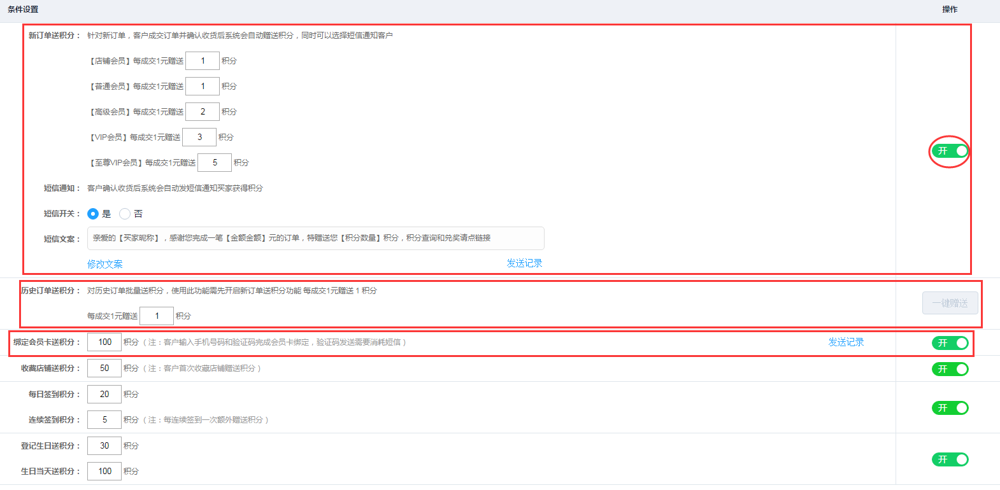 条件设置 操作
新订单送积分： 针对新订单，客户成交订单并确认收货后系统会自动赠送积分，同时可以选择短信通知客户
【店铺会员】每成交1元赠送 1 积分
【普通会员】每成交1元赠送 1 积分
【高级会员】每成交1元赠送 2 积分
【VIP会员】每成交1元赠送 3 积分
开
【至尊VIP会员】每成交1元赠送 5 积分
短信通知： 客户确认收货后系统会自动发短信通知买家获得积分
短信开关： 是 否
短信文案： 亲爱的【买家昵称】，感谢您完成一笔【金额金额】元的订单，特赠送您【积分数量】积分，积分查询和兑奖请点链接
修改文案 发送记录
历史订单送积分： 对历史订单批量送积分，使用此功能需先开启新订单送积分功能 每成交1元赠送 1 积分
一键赠送
每成交1元赠送 1 积分
绑定会员卡送积分： 100 积分（注：客户输入手机号码和验证码完成会员卡绑定，验证码发送需要消耗短信） 发送记录 开
收藏店铺送积分： 50 积分（注：客户首次收藏店铺赠送积分） 开
每日签到积分： 20 积分
开
连续签到积分： 5 积分（注：每连续签到一次额外赠送积分）
登记生日送积分： 30 积分
开
生日当天送积分： 100 积分